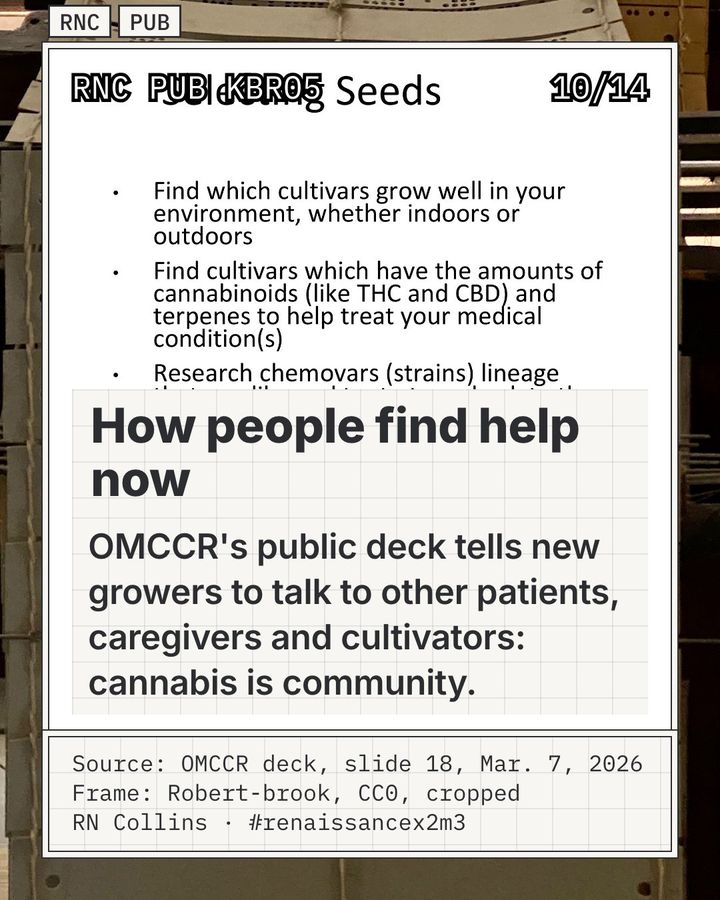 RNC PUB
RNC PUB KBR05 10/14
Seeds
• Find which cultivars grow well in your
environment, whether indoors or
outdoors
• Find cultivars which have the amounts of
cannabinoids (like THC and CBD) and
terpenes to help treat your medical
condition(s)
• Research chemovars (strains) lineage
How people find help
now
OMCCR's public deck tells new
growers to talk to other patients,
caregivers and cultivators:
cannabis is community.
Source: OMCCR deck, slide 18, Mar. 7, 2026
Frame: Robert-brook, CC0, cropped
RN Collins · #renaissancex2m3